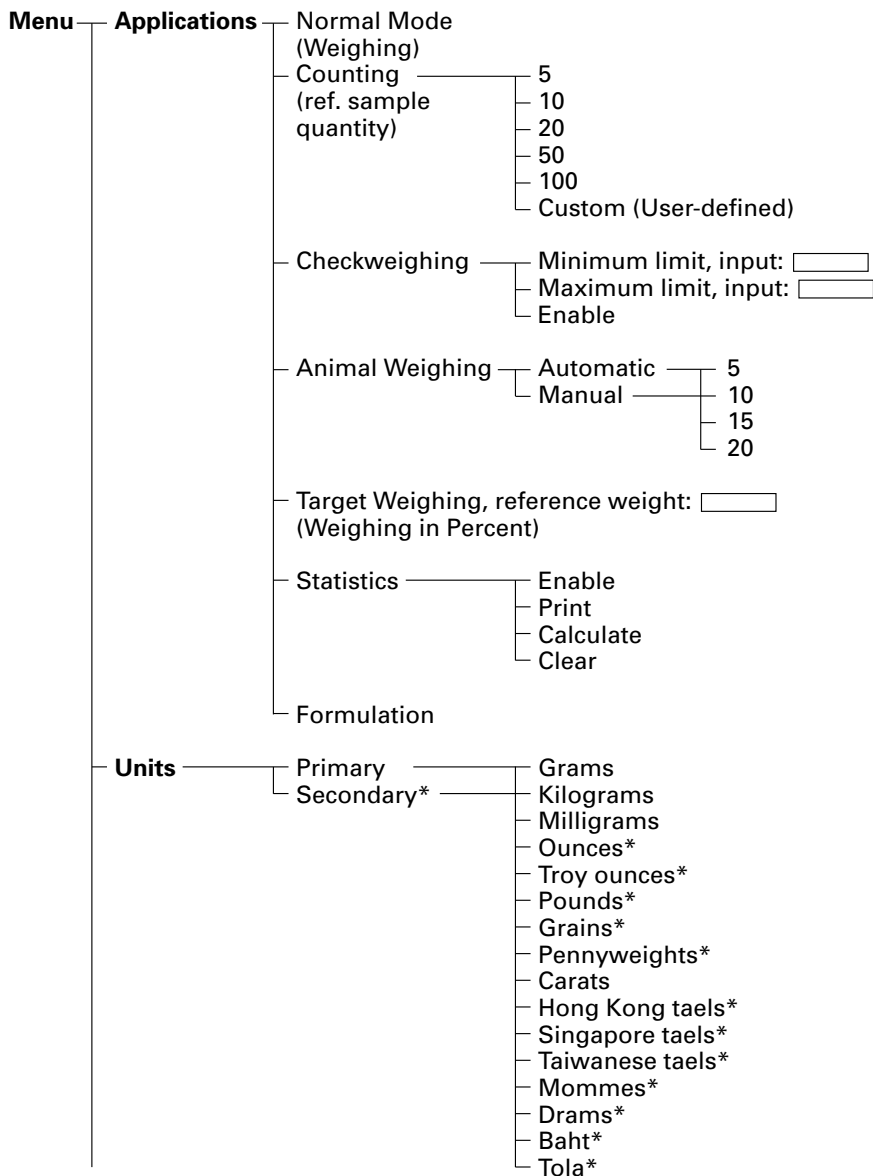 Menu Applications Normal Mode
(Weighing)
Counting 5
(ref. sample 10
quantity) 20
50
100
Custom (User-defined)
Checkweighing Minimum limit, input:
Maximum limit, input:
Enable
Animal Weighing Automatic 5
Manual 10
15
20
Target Weighing, reference weight:
(Weighing in Percent)
Statistics Enable
Print
Calculate
Clear
Formulation
Units Primary Grams
Secondary* Kilograms
Milligrams
Ounces*
Troy ounces*
Pounds*
Grains*
Pennyweights*
Carats
Hong Kong taels*
Singapore taels*
Taiwanese taels*
Mommes*
Drams*
Baht*
Tola*